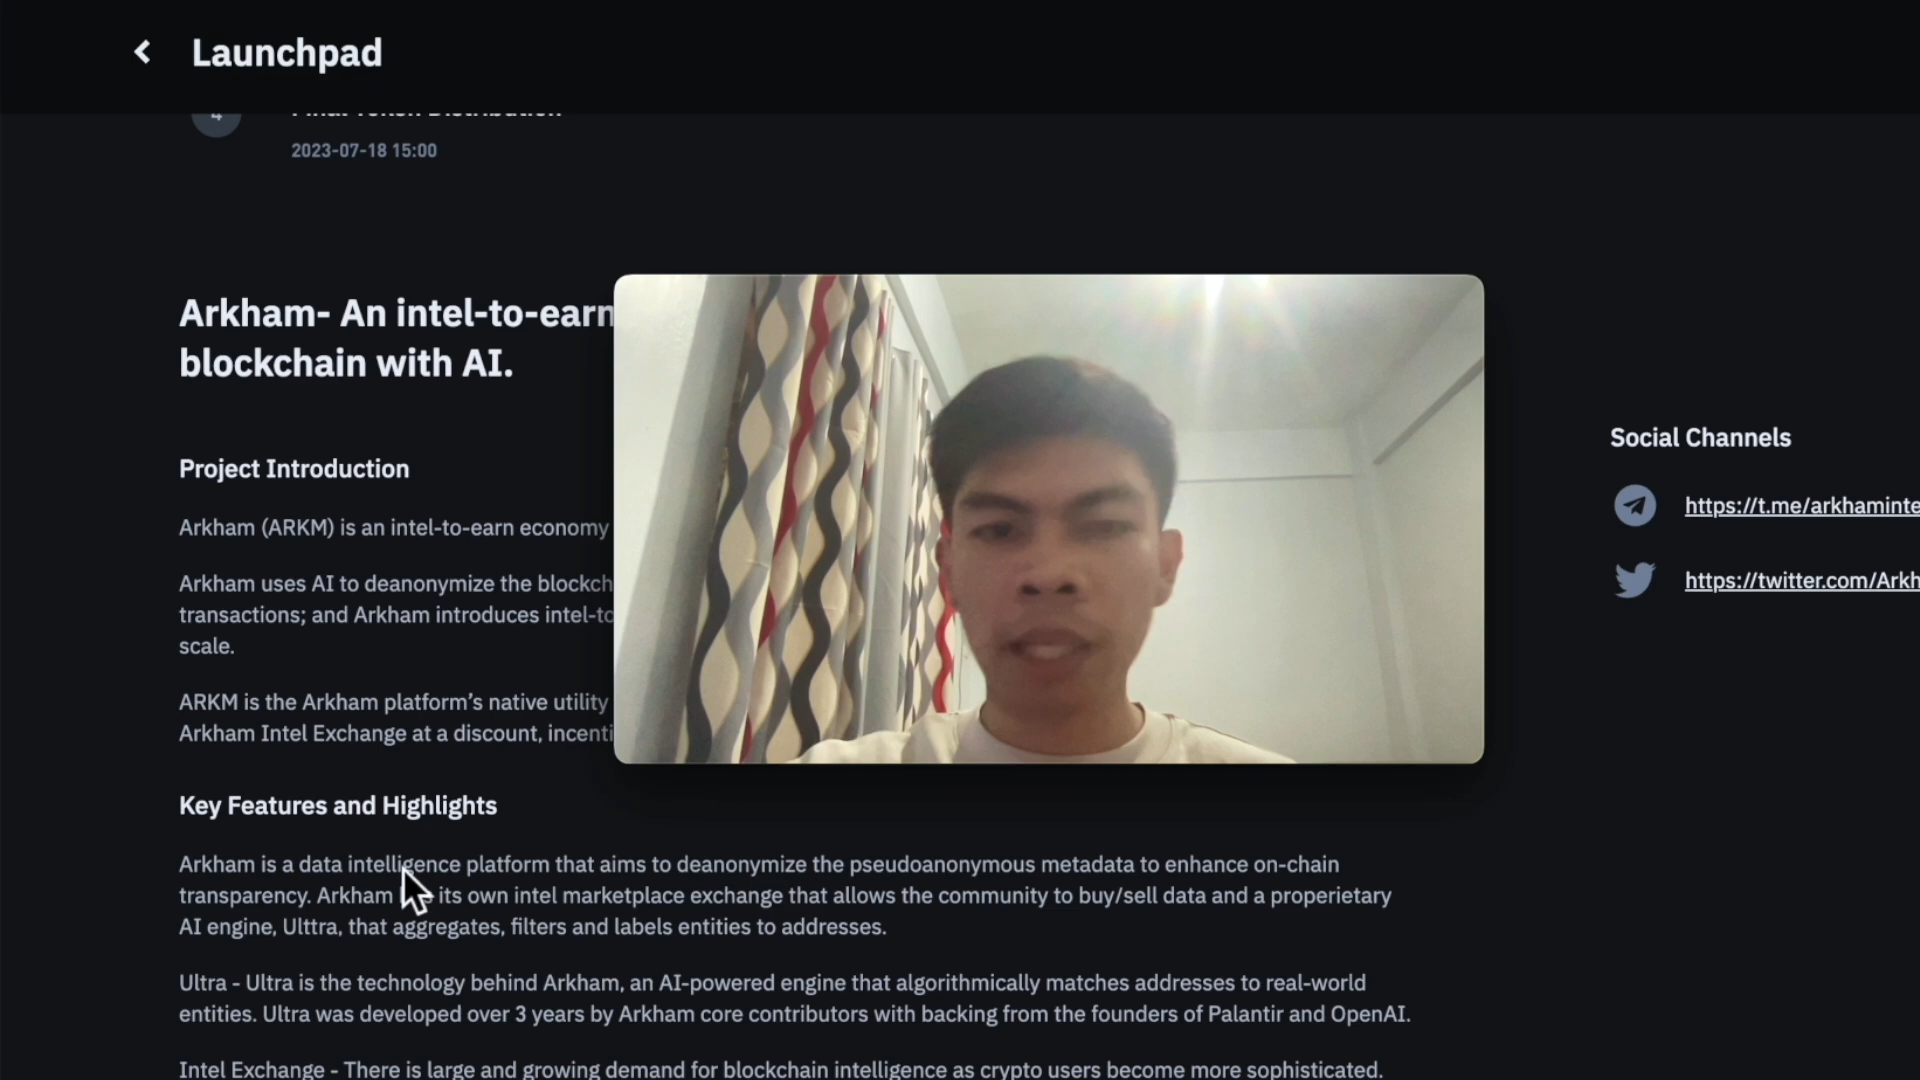 Launchpad
4
Final Token Distribution
2023-07-18 15:00
Arkham- An intel-to-earn
blockchain with AI.
Project Introduction
Arkham (ARKM) is an intel-to-earn economy
Arkham uses AI to deanonymize the blockch
transactions; and Arkham introduces intel-to
scale.
ARKM is the Arkham platform’s native utility
Arkham Intel Exchange at a discount, incenti
Social Channels
https://t.me/arkhaminte
https://twitter.com/Arkh
Key Features and Highlights
Arkham is a data intelligence platform that aims to deanonymize the pseudoanonymous metadata to enhance on-chain
transparency. Arkham its own intel marketplace exchange that allows the community to buy/sell data and a properietary
AI engine, Ulttra, that aggregates, filters and labels entities to addresses.
Ultra - Ultra is the technology behind Arkham, an AI-powered engine that algorithmically matches addresses to real-world
entities. Ultra was developed over 3 years by Arkham core contributors with backing from the founders of Palantir and OpenAI.
Intel Exchange - There is large and growing demand for blockchain intelligence as crypto users become more sophisticated.